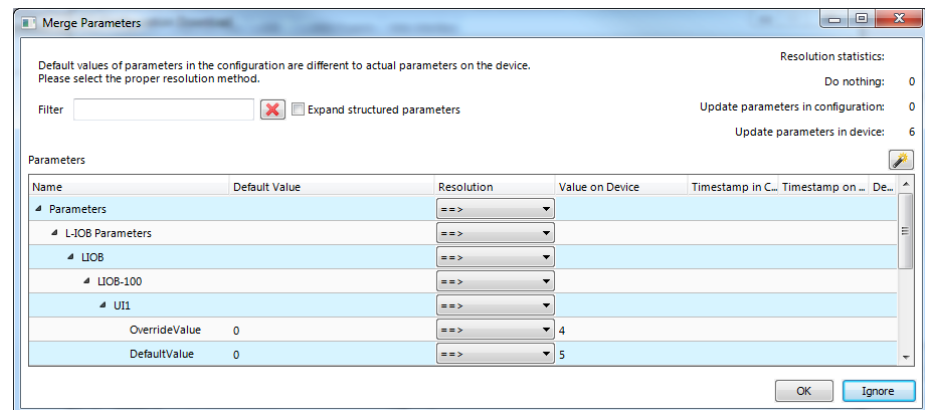 Merge Parameters
Default values of parameters in the configuration are different to actual parameters on the device.
Please select the proper resolution method.
Resolution statistics:
Do nothing: 0
Filter Expand structured parameters
Update parameters in configuration: 0
Update parameters in device: 6
Parameters
Name Default Value Resolution Value on Device Timestamp in C... Timestamp on ... De...
Parameters ==>
L-IOB Parameters ==>
LIOB ==>
LIOB-100 ==>
UI1 ==>
OverrideValue 0 ==> 4
DefaultValue 0 ==> 5
OK Ignore